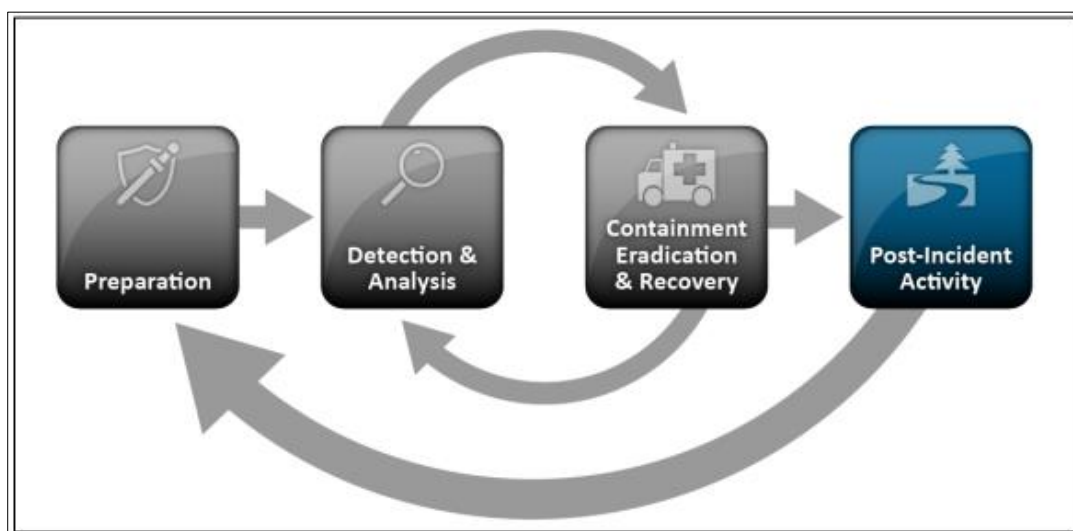 Preparation
Detection &
Analysis
Containment
Eradication
& Recovery
Post-Incident
Activity